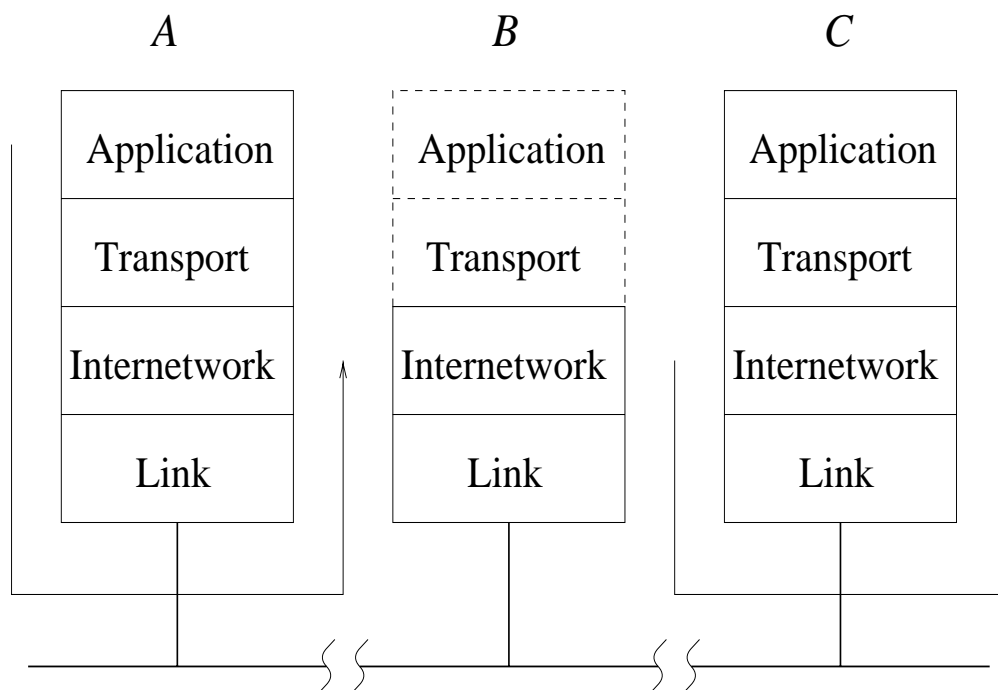 A B C
Application Application Application
Transport Transport Transport
Internetwork Internetwork Internetwork
Link Link Link